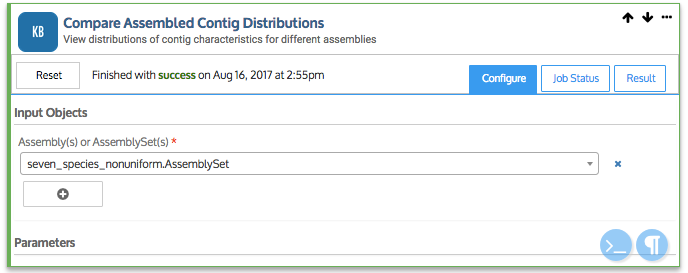 KB
Compare Assembled Contig Distributions
View distributions of contig characteristics for different assemblies
Reset
Finished with success on Aug 16, 2017 at 2:55pm
Configure
Job Status
Result
Input Objects
Assembly(s) or AssemblySet(s) *
seven_species_nonuniform.AssemblySet
Parameters